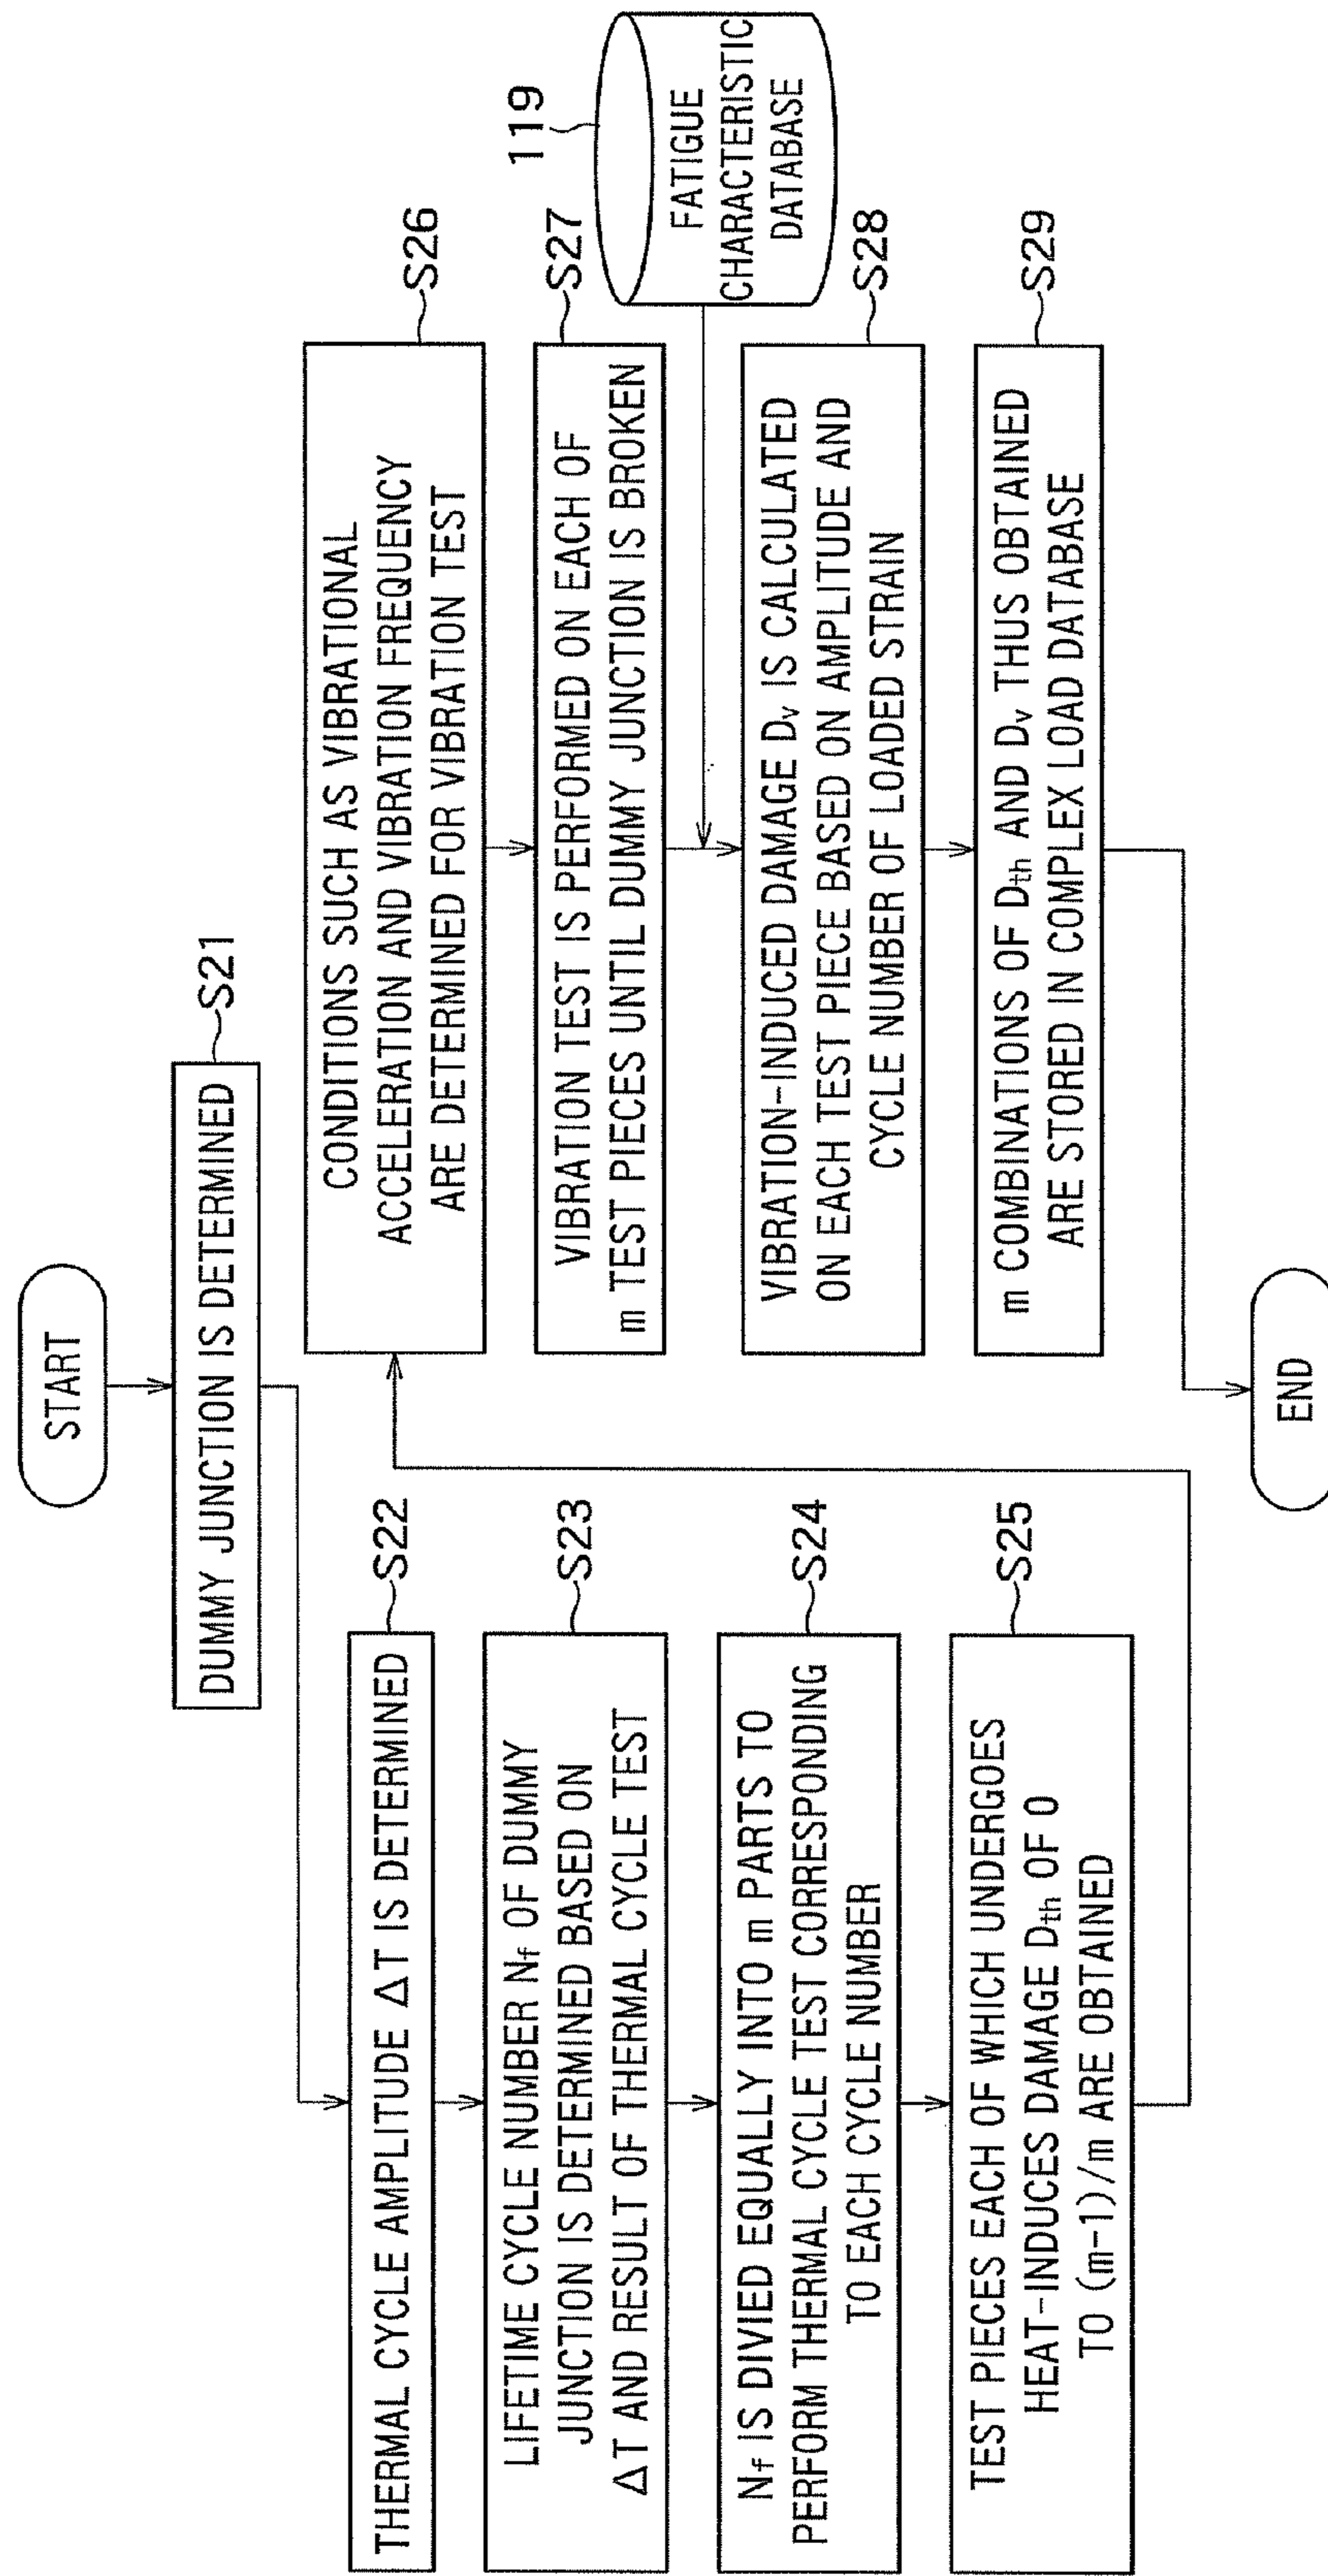 START
DUMMY JUNCTION IS DETERMINED
S21
THERMAL CYCLE AMPLITUDE ΔT IS DETERMINED
S22
LIFETIME CYCLE NUMBER Nf OF DUMMY
JUNCTION IS DETERMINED BASED ON
ΔT AND RESULT OF THERMAL CYCLE TEST
S23
Nf IS DIVIED EQUALLY INTO m PARTS TO
PERFORM THERMAL CYCLE TEST CORRESPONDING
TO EACH CYCLE NUMBER
S24
TEST PIECES EACH OF WHICH UNDERGOES
HEAT-INDUCES DAMAGE Dth OF 0
TO (m-1)/m ARE OBTAINED
S25
CONDITIONS SUCH AS VIBRATIONAL
ACCELERATION AND VIBRATION FREQUENCY
ARE DETERMINED FOR VIBRATION TEST
S26
VIBRATION TEST IS PERFORMED ON EACH OF
m TEST PIECES UNTIL DUMMY JUNCTION IS BROKEN
S27
119
FATIGUE
CHARACTERISTIC
DATABASE
VIBRATION-INDUCED DAMAGE Dv IS CALCULATED
ON EACH TEST PIECE BASED ON AMPLITUDE AND
CYCLE NUMBER OF LOADED STRAIN
S28
m COMBINATIONS OF Dth AND Dv THUS OBTAINED
ARE STORED IN COMPLEX LOAD DATABASE
S29
END